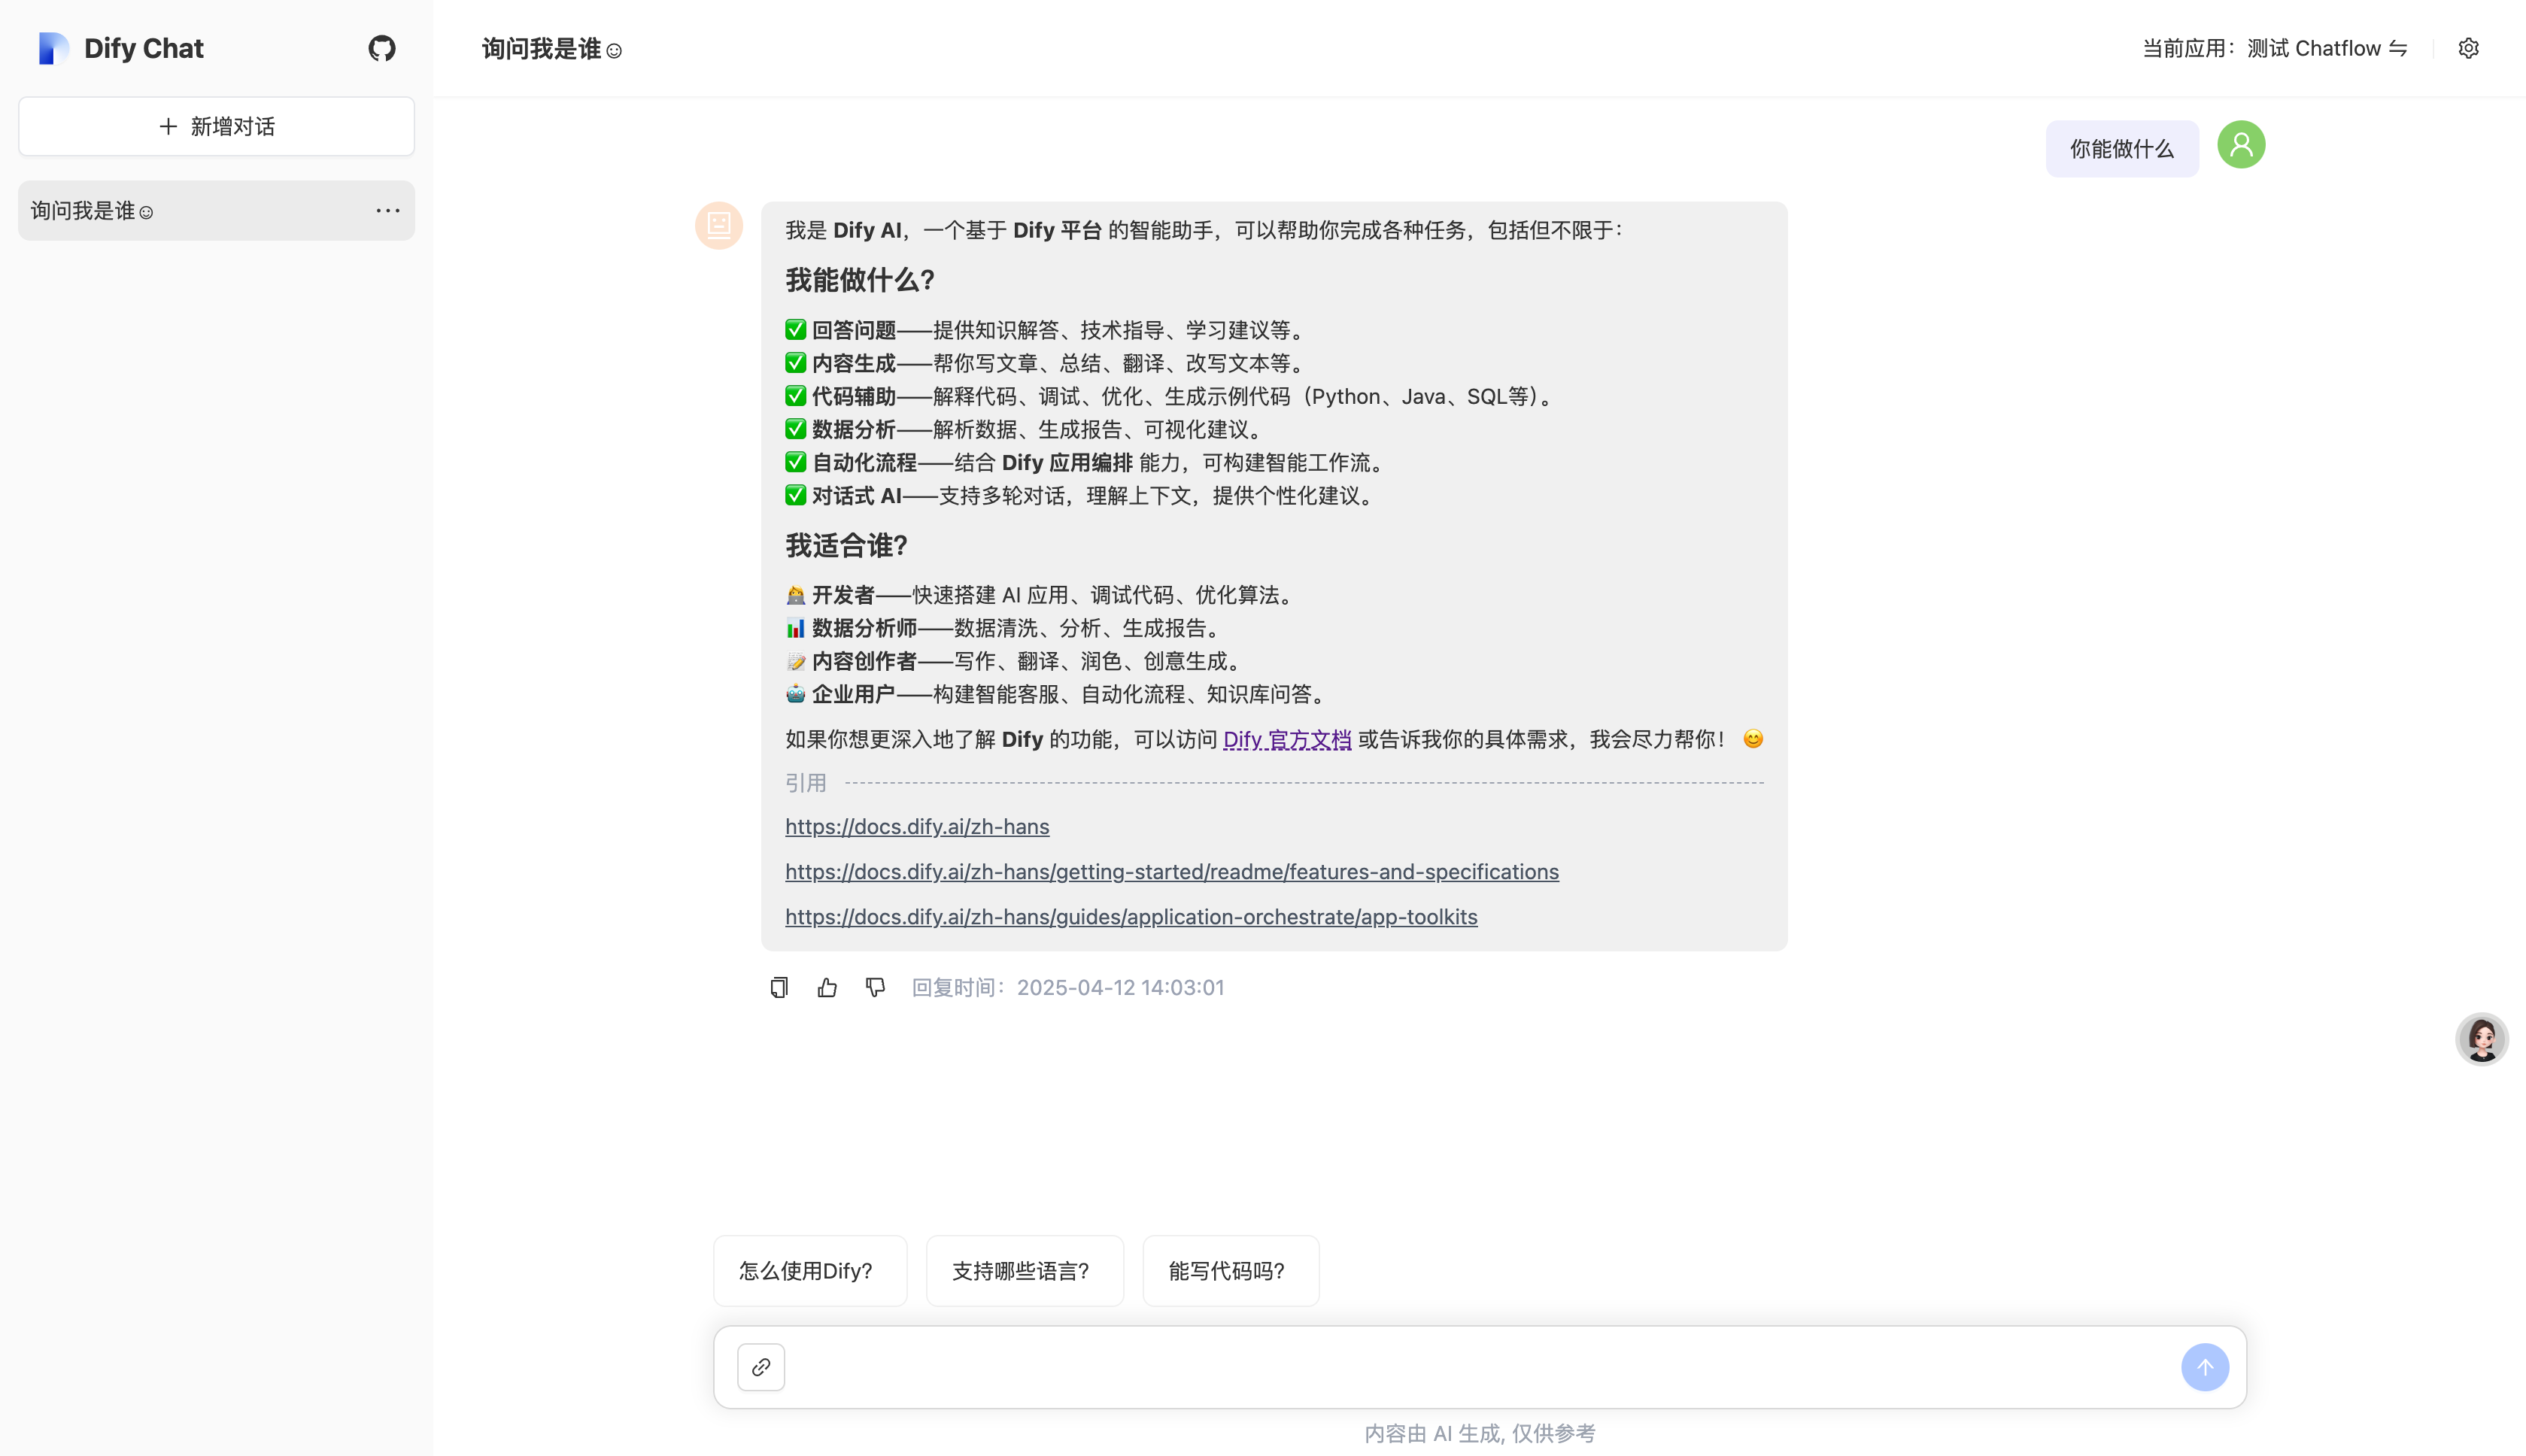 Dify Chat
新增对话
询问我是谁☺
询问我是谁☺
当前应用：测试 Chatflow
你能做什么
我是 Dify AI，一个基于 Dify 平台 的智能助手，可以帮助你完成各种任务，包括但不限于：
我能做什么？
✅ 回答问题——提供知识解答、技术指导、学习建议等。
✅ 内容生成——帮你写文章、总结、翻译、改写文本等。
✅ 代码辅助——解释代码、调试、优化、生成示例代码（Python、Java、SQL等）。
✅ 数据分析——解析数据、生成报告、可视化建议。
✅ 自动化流程——结合 Dify 应用编排 能力，可构建智能工作流。
✅ 对话式 AI——支持多轮对话，理解上下文，提供个性化建议。
我适合谁？
👩‍💻 开发者——快速搭建 AI 应用、调试代码、优化算法。
📊 数据分析师——数据清洗、分析、生成报告。
📝 内容创作者——写作、翻译、润色、创意生成。
🤖 企业用户——构建智能客服、自动化流程、知识库问答。
如果你想更深入地了解 Dify 的功能，可以访问 Dify 官方文档 或告诉我你的具体需求，我会尽力帮你！ 😊
引用
https://docs.dify.ai/zh-hans
https://docs.dify.ai/zh-hans/getting-started/readme/features-and-specifications
https://docs.dify.ai/zh-hans/guides/application-orchestrate/app-toolkits
回复时间：2025-04-12 14:03:01
怎么使用Dify?
支持哪些语言?
能写代码吗?
内容由 AI 生成, 仅供参考